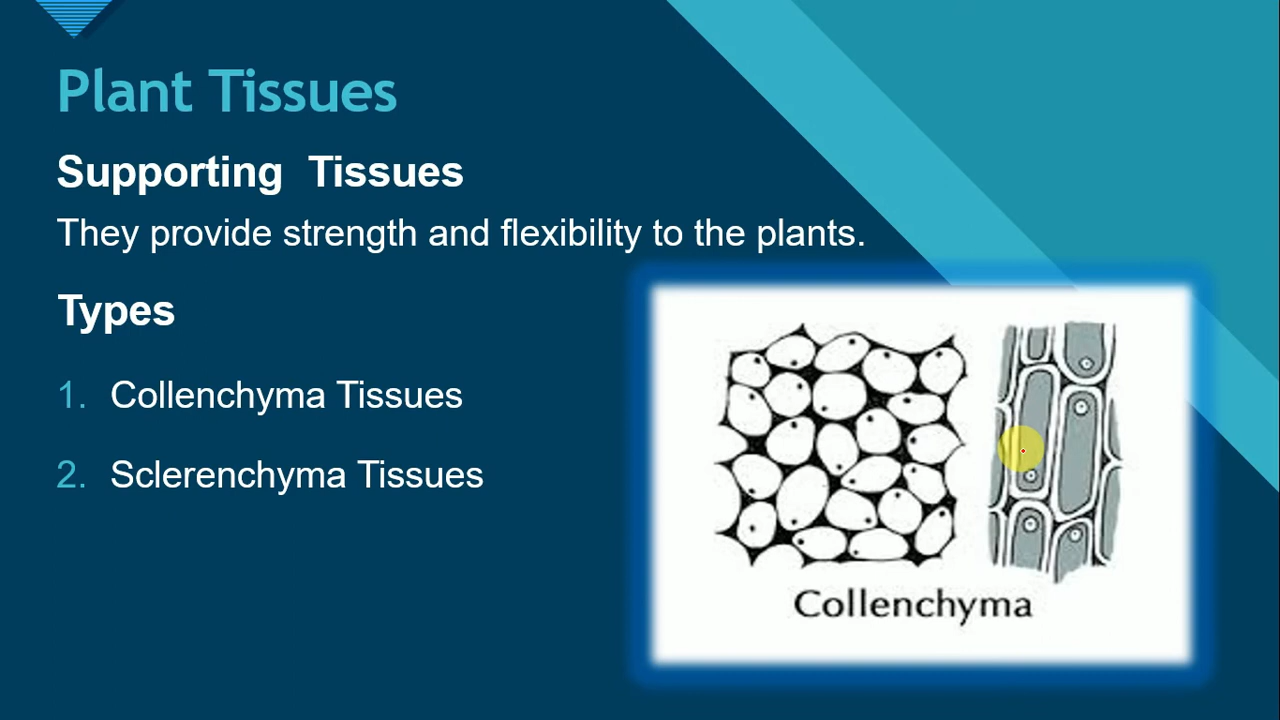 Plant Tissues
Supporting Tissues
They provide strength and flexibility to the plants.
Types
1. Collenchyma Tissues
2. Sclerenchyma Tissues
Collenchyma